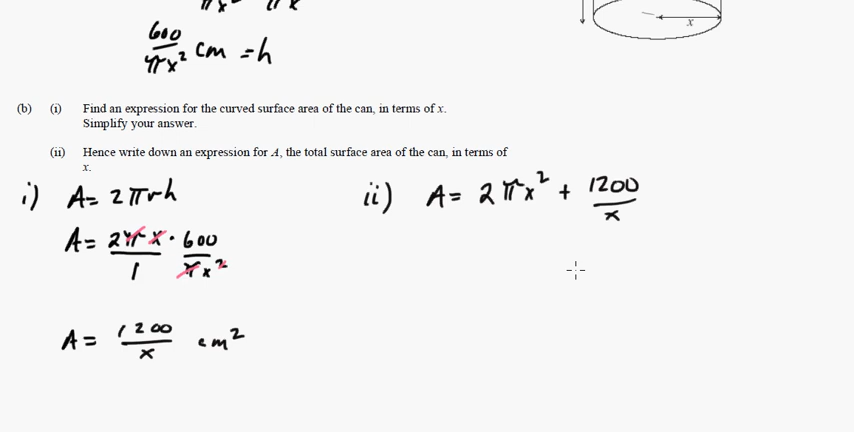 600/πx² cm = h
x
(b) (i) Find an expression for the curved surface area of the can, in terms of x.
Simplify your answer.
(ii) Hence write down an expression for A, the total surface area of the can, in terms of
x.
i) A = 2πrh
ii) A = 2πx² + 1200/x
A = 2πx/1 · 600/πx²
A = 1200/x cm²